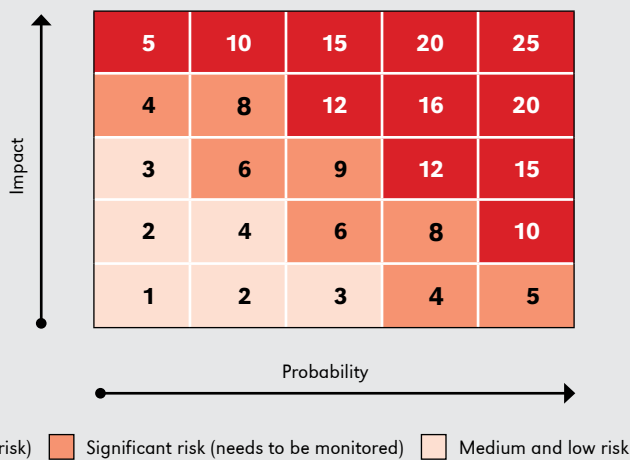 5 10 15 20 25
4 8 12 16 20
Impact
3 6 9 12 15
2 4 6 8 10
1 2 3 4 5
Probability
risk) Significant risk (needs to be monitored) Medium and low risk